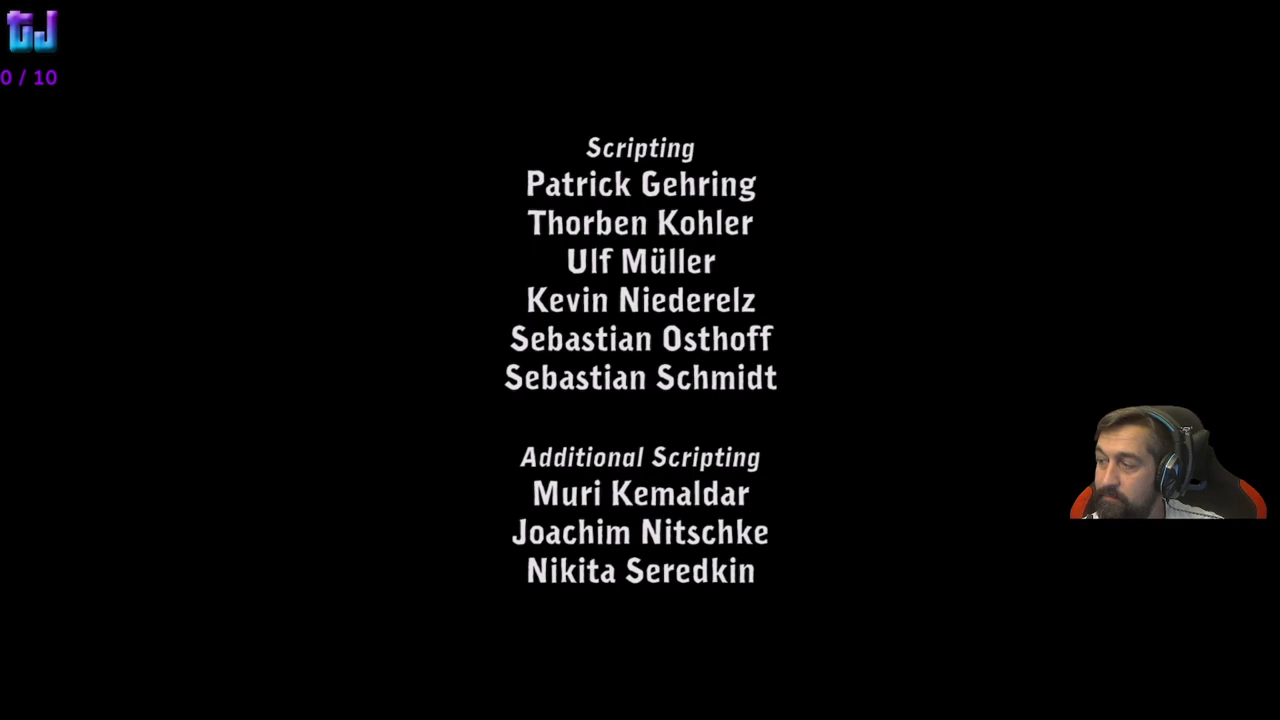 GJ
0 / 10
Scripting
Patrick Gehring
Thorben Kohler
Ulf Müller
Kevin Niederelz
Sebastian Osthoff
Sebastian Schmidt
Additional Scripting
Muri Kemaldar
Joachim Nitschke
Nikita Seredkin